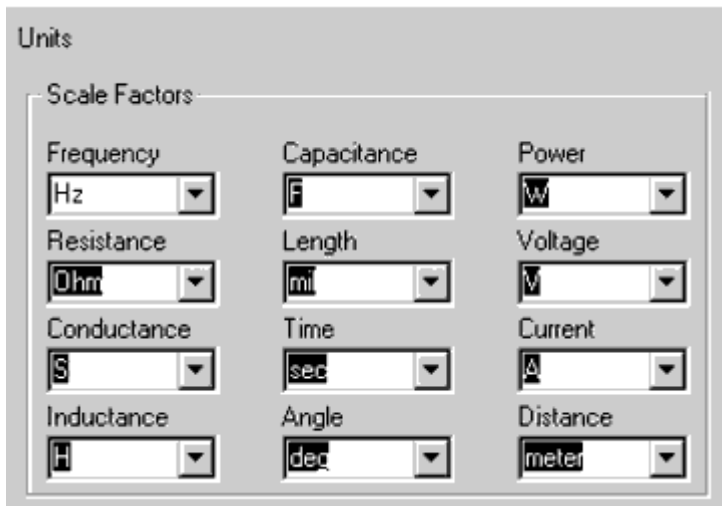 Units
Scale Factors
Frequency Capacitance Power
Hz F W
Resistance Length Voltage
Ohm mi V
Conductance Time Current
S sec A
Inductance Angle Distance
H deg meter